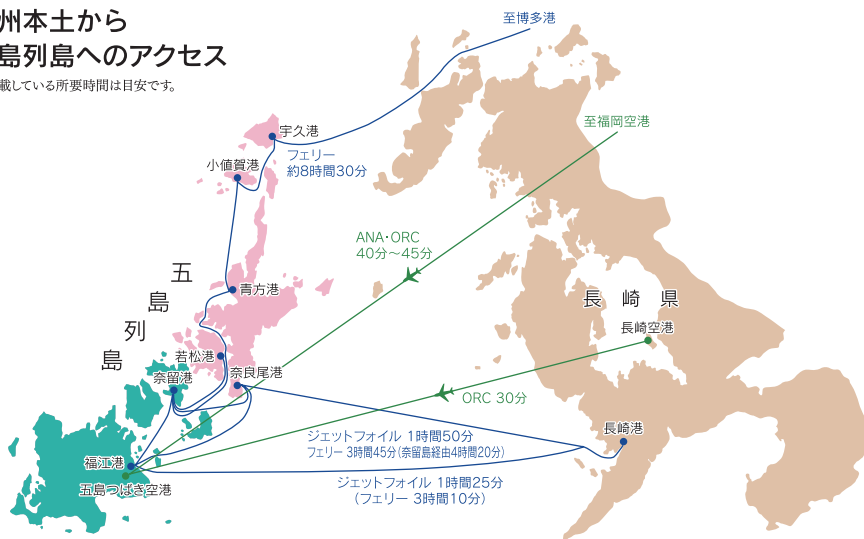 州本土から
島列島へのアクセス
載している所要時間は目安です。
至博多港
至福岡空港
宇久港
小値賀港
フェリー
約8時間30分
ANA・ORC
40分～45分
五島列島
青方港
長崎県
長崎空港
若松港
奈留港
奈良尾港
ORC 30分
長崎港
ジェットフォイル 1時間50分
フェリー 3時間45分(奈留島経由4時間20分)
福江港
五島つばき空港
ジェットフォイル 1時間25分
(フェリー 3時間10分)